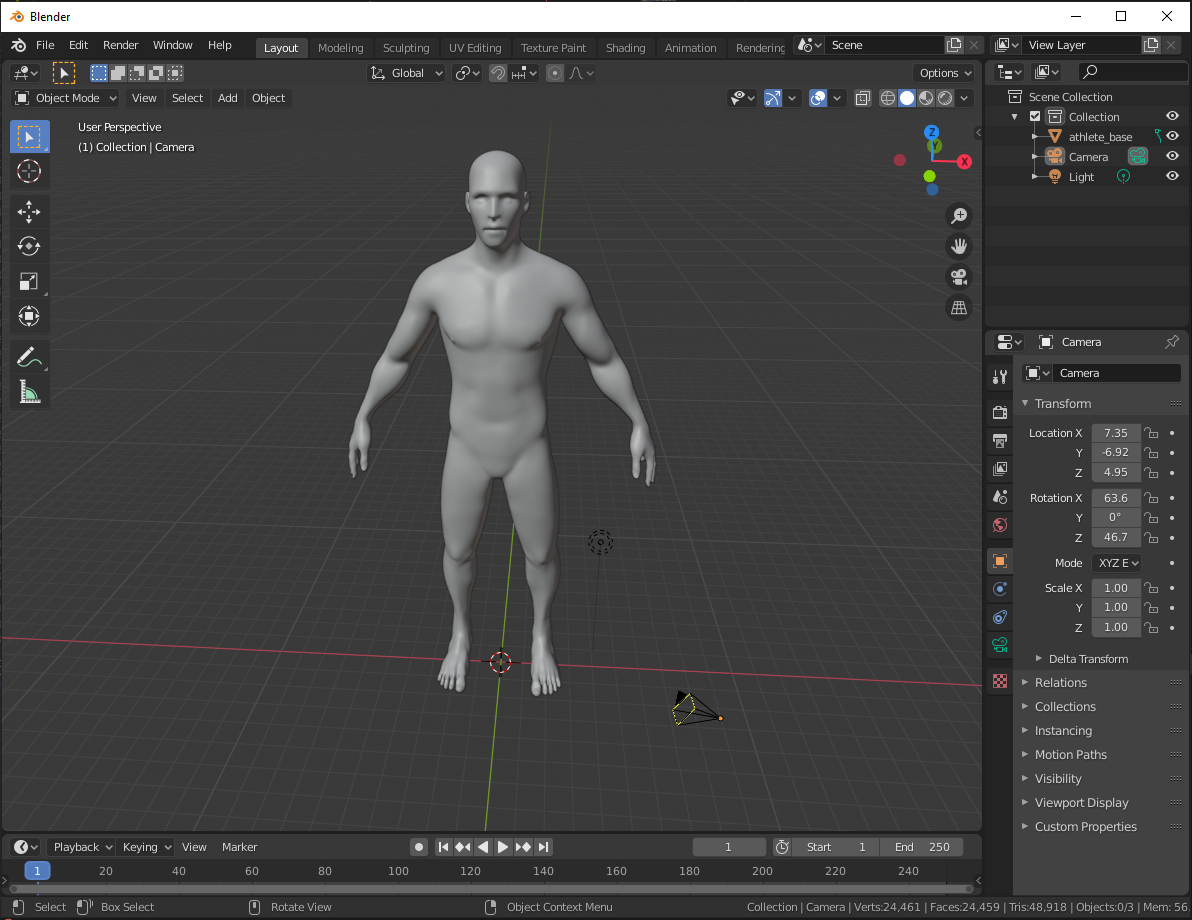 Blender
File Edit Render Window Help Layout Modeling Sculpting UV Editing Texture Paint Shading Animation Rendering Scene View Layer
Global Options
Object Mode View Select Add Object
User Perspective
(1) Collection | Camera
Z
Y
X
Scene Collection
Collection
athlete_base
Camera
Light
Camera
Camera
Transform
Location X 7.35
Y -6.92
Z 4.95
Rotation X 63.6
Y 0°
Z 46.7
Mode XYZ E
Scale X 1.00
Y 1.00
Z 1.00
Delta Transform
Relations
Collections
Instancing
Motion Paths
Visibility
Viewport Display
Custom Properties
Playback Keying View Marker 1 Start 1 End 250
1 20 40 60 80 100 120 140 160 180 200 220 240
Select Box Select Rotate View Object Context Menu Collection | Camera | Verts:24,461 | Faces:24,459 | Tris:48,918 | Objects:0/3 | Mem: 56